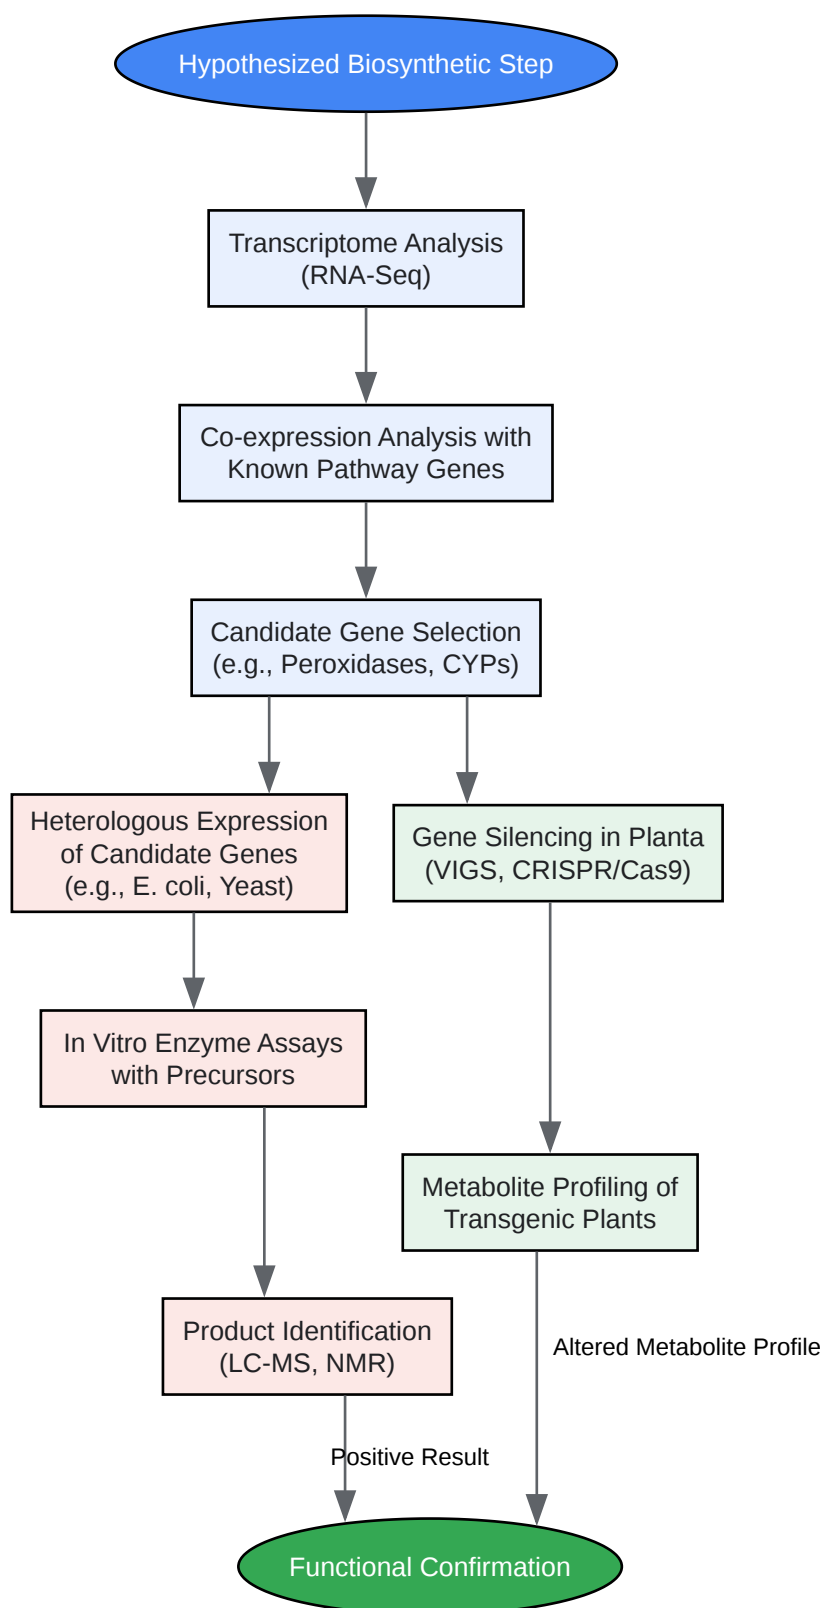 Hypothesized Biosynthetic Step
Transcriptome Analysis
(RNA-Seq)
Co-expression Analysis with
Known Pathway Genes
Candidate Gene Selection
(e.g., Peroxidases, CYPs)
Heterologous Expression
of Candidate Genes
(e.g., E. coli, Yeast)
Gene Silencing in Planta
(VIGS, CRISPR/Cas9)
In Vitro Enzyme Assays
with Precursors
Metabolite Profiling of
Transgenic Plants
Product Identification
(LC-MS, NMR)
Altered Metabolite Profile
Positive Result
Functional Confirmation